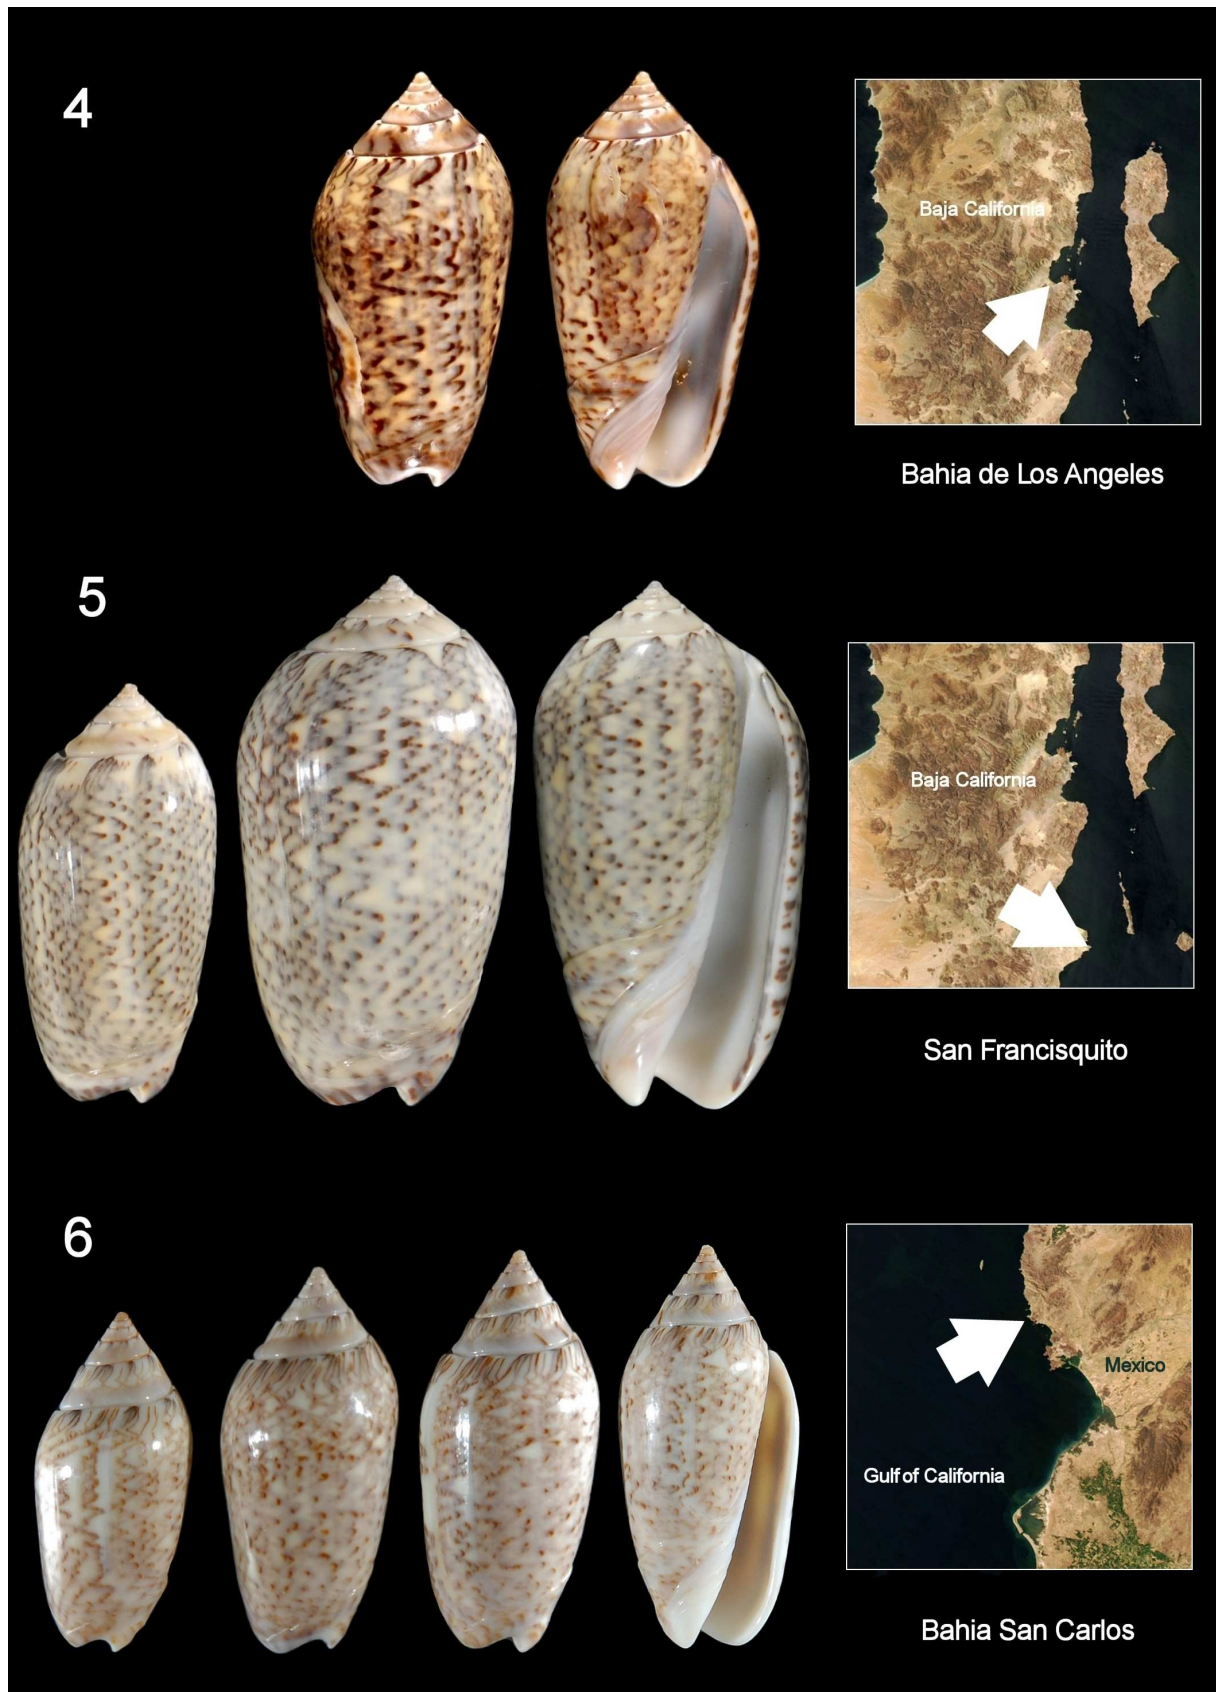 4
Baja California
Bahia de Los Angeles
5
Baja California
San Francisquito
6
Mexico
Gulf of California
Bahia San Carlos